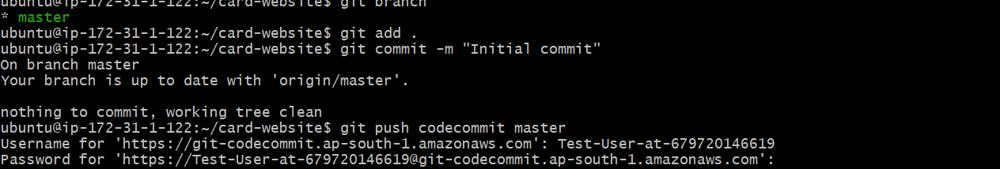 ubuntu@ip-172-31-1-122:~/card-website$ git branch
* master
ubuntu@ip-172-31-1-122:~/card-website$ git add .
ubuntu@ip-172-31-1-122:~/card-website$ git commit -m "Initial commit"
On branch master
Your branch is up to date with 'origin/master'.
nothing to commit, working tree clean
ubuntu@ip-172-31-1-122:~/card-website$ git push codecommit master
Username for 'https://git-codecommit.ap-south-1.amazonaws.com': Test-User-at-679720146619
Password for 'https://Test-User-at-679720146619@git-codecommit.ap-south-1.amazonaws.com':